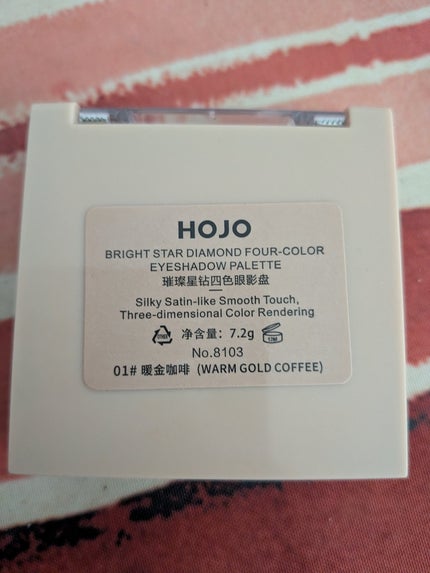 HOJO
BRIGHT STAR DIAMOND FOUR-COLOR
EYESHADOW PALETTE
璀璨星钻四色眼影盘
Silky Satin-like Smooth Touch,
Three-dimensional Color Rendering
净含量：7.2g
No.8103
01# 暖金咖啡 (WARM GOLD COFFEE)